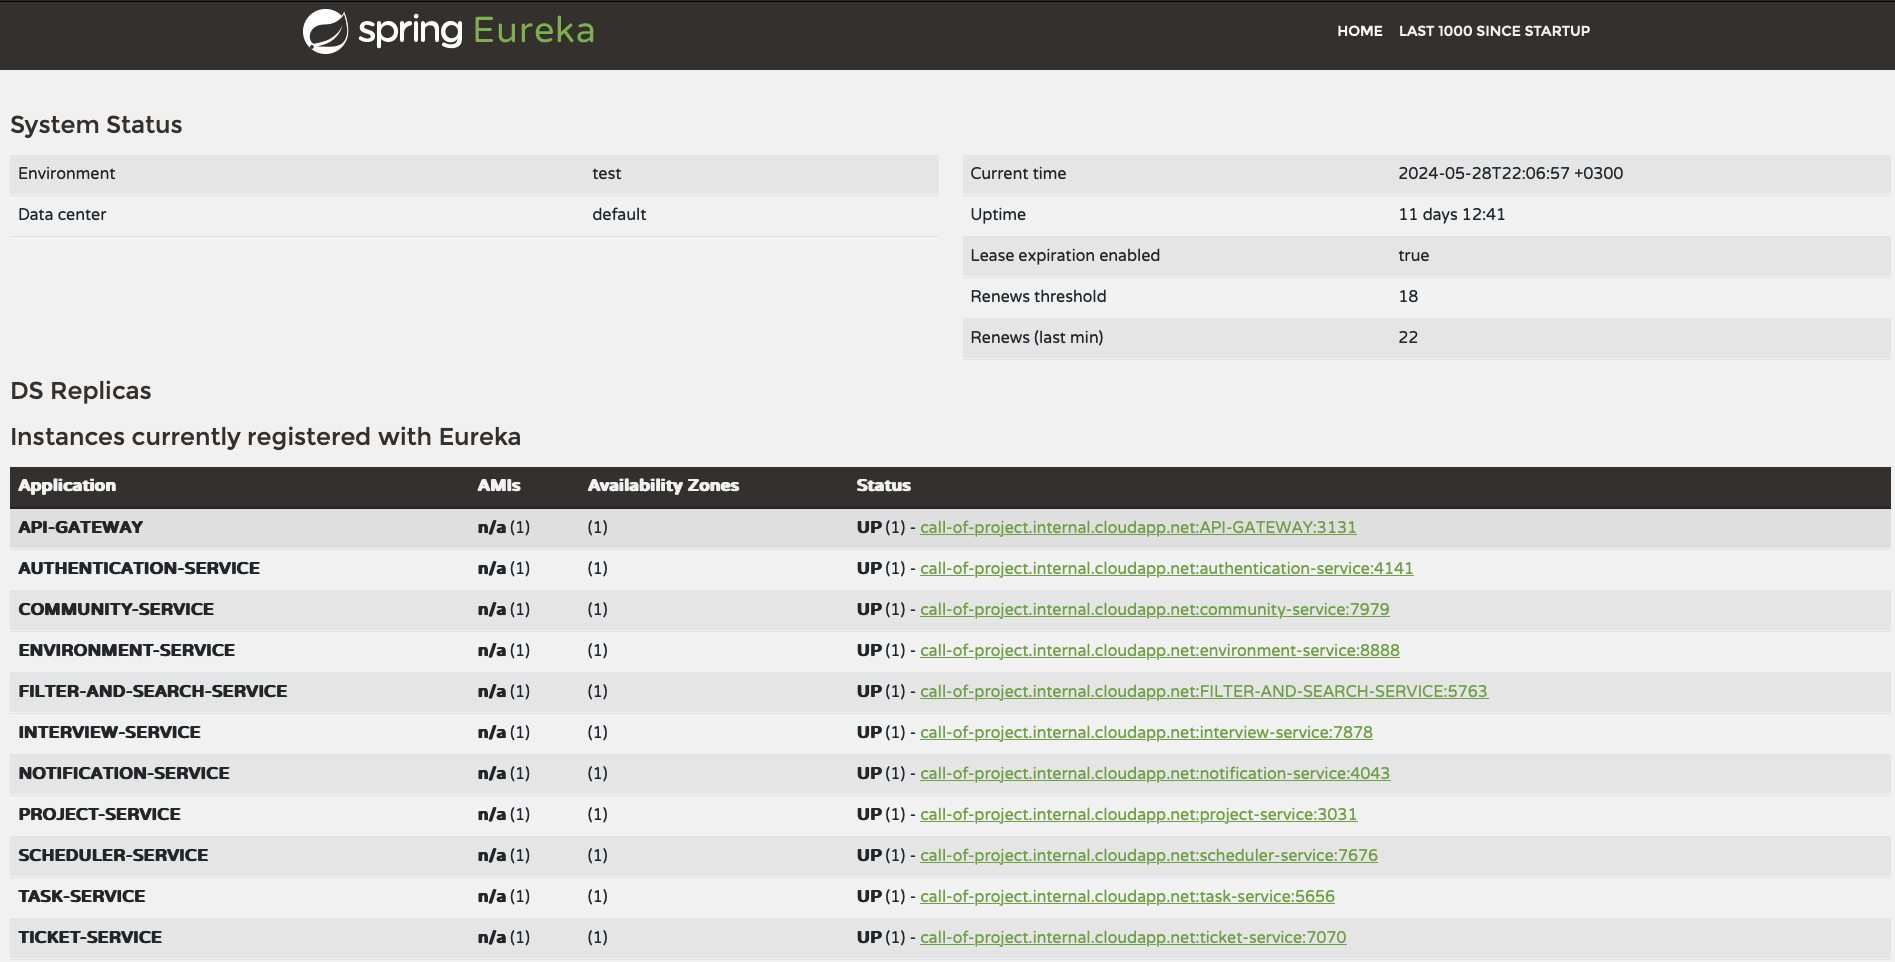 spring Eureka
HOME LAST 1000 SINCE STARTUP
System Status
Environment test
Data center default
Current time 2024-05-28T22:06:57 +0300
Uptime 11 days 12:41
Lease expiration enabled true
Renews threshold 18
Renews (last min) 22
DS Replicas
Instances currently registered with Eureka
Application AMIs Availability Zones Status
API-GATEWAY n/a (1) (1) UP (1) - call-of-project.internal.cloudapp.net:API-GATEWAY:3131
AUTHENTICATION-SERVICE n/a (1) (1) UP (1) - call-of-project.internal.cloudapp.net:authentication-service:4141
COMMUNITY-SERVICE n/a (1) (1) UP (1) - call-of-project.internal.cloudapp.net:community-service:7979
ENVIRONMENT-SERVICE n/a (1) (1) UP (1) - call-of-project.internal.cloudapp.net:environment-service:8888
FILTER-AND-SEARCH-SERVICE n/a (1) (1) UP (1) - call-of-project.internal.cloudapp.net:FILTER-AND-SEARCH-SERVICE:5763
INTERVIEW-SERVICE n/a (1) (1) UP (1) - call-of-project.internal.cloudapp.net:interview-service:7878
NOTIFICATION-SERVICE n/a (1) (1) UP (1) - call-of-project.internal.cloudapp.net:notification-service:4043
PROJECT-SERVICE n/a (1) (1) UP (1) - call-of-project.internal.cloudapp.net:project-service:3031
SCHEDULER-SERVICE n/a (1) (1) UP (1) - call-of-project.internal.cloudapp.net:scheduler-service:7676
TASK-SERVICE n/a (1) (1) UP (1) - call-of-project.internal.cloudapp.net:task-service:5656
TICKET-SERVICE n/a (1) (1) UP (1) - call-of-project.internal.cloudapp.net:ticket-service:7070